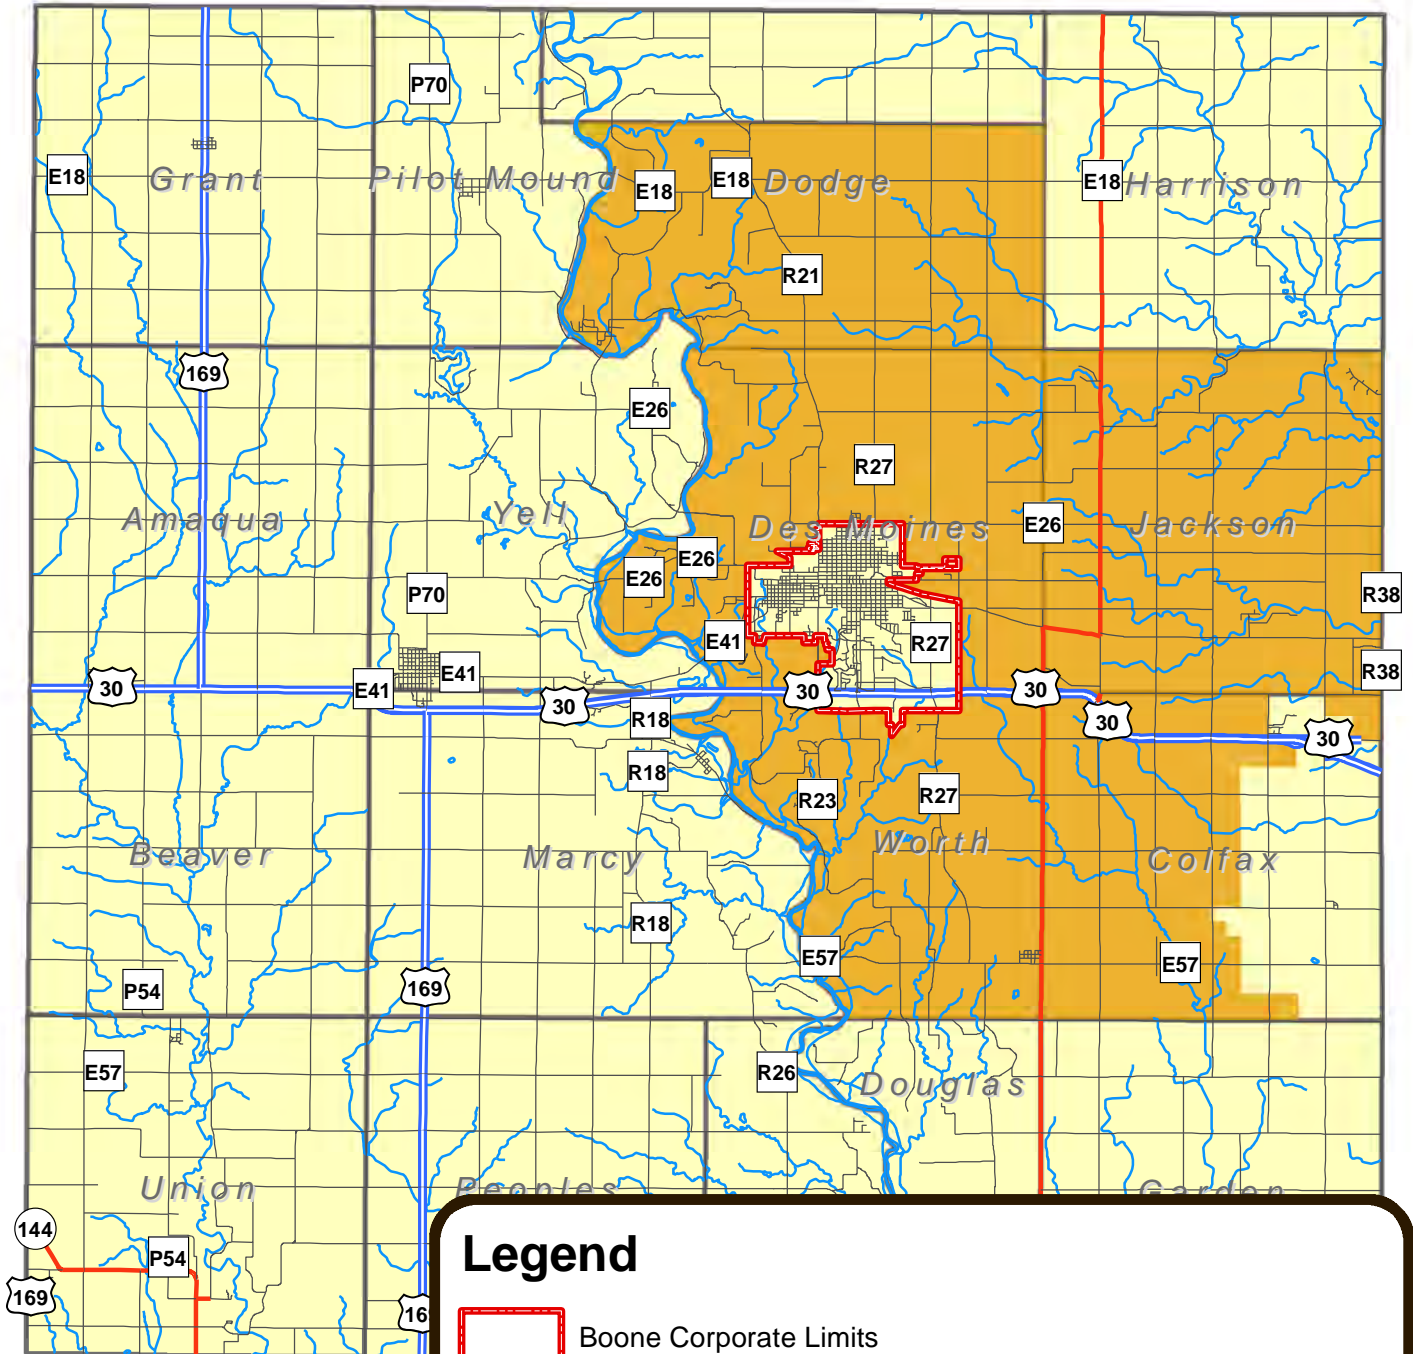 P70
E18
Grant
Pilot Mound
E18
E18
Dodge
E18
Harrison
R21
169
E26
R27
Amaqua
Yell
Des Moines
E26
Jackson
E26
E26
P70
R38
E41
R27
E41
E41
R38
30
30
30
30
30
R18
30
R18
R23
R27
Beaver
Marcy
Worth
Colfax
R18
E57
E57
P54
169
E57
R26
Douglas
Union
Peoples
Garden
144
P54
169
16
Legend
Boone Corporate Limits